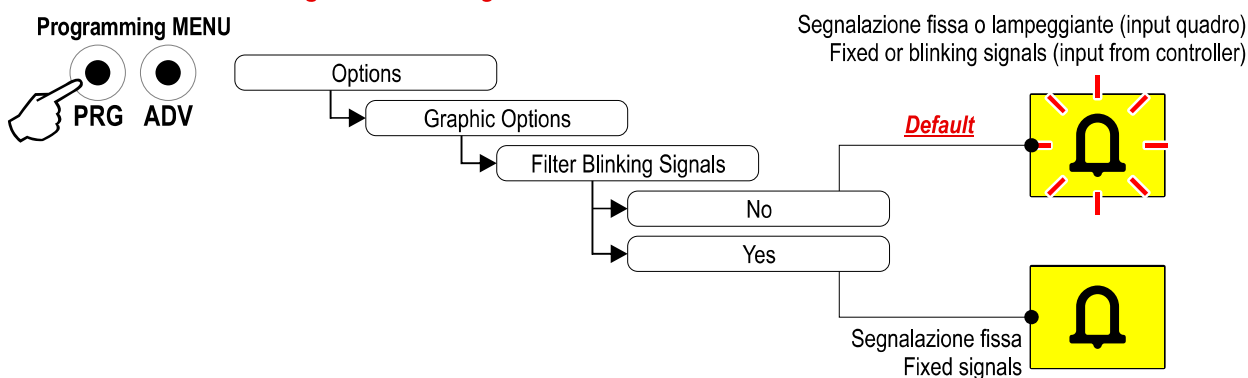 Programming MENU
PRG ADV
Options
Graphic Options
Filter Blinking Signals
No
Yes
Segnalazione fissa o lampeggiante (input quadro)
Fixed or blinking signals (input from controller)
Default
Segnalazione fissa
Fixed signals